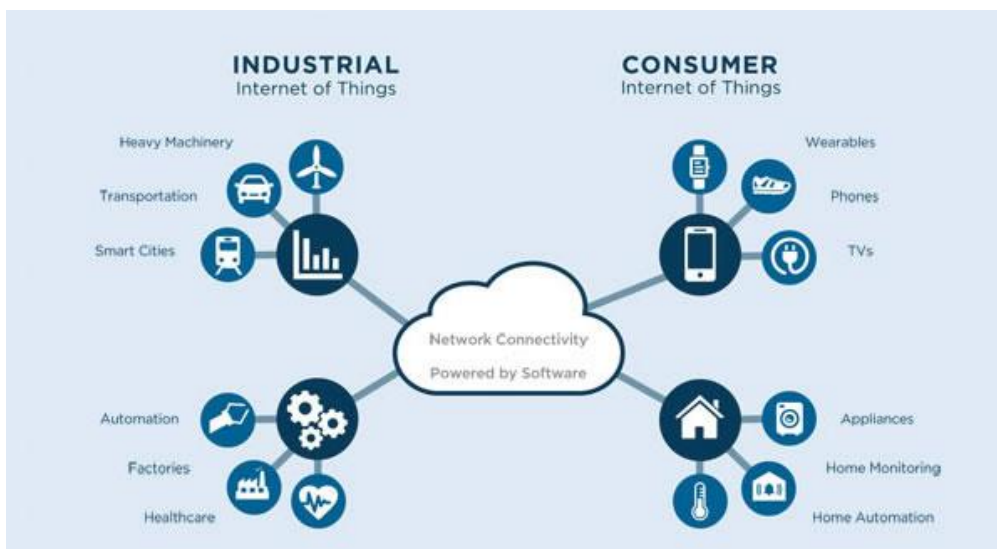 INDUSTRIAL
Internet of Things
CONSUMER
Internet of Things
Heavy Machinery
Transportation
Smart Cities
Wearables
Phones
TVs
Network Connectivity
Powered by Software
Automation
Factories
Healthcare
Appliances
Home Monitoring
Home Automation